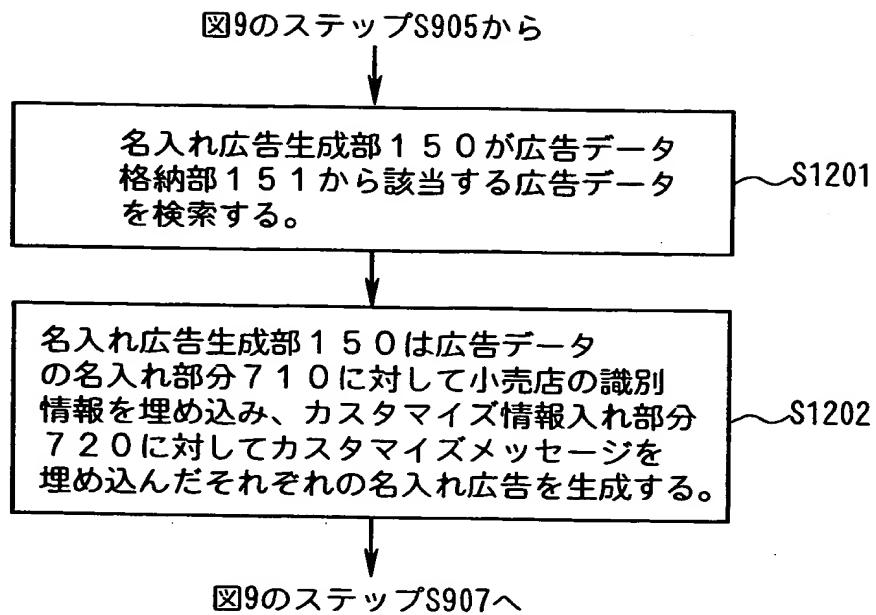 図9のステップS905から
名入れ広告生成部１５０が広告データ
格納部１５１から該当する広告データ
を検索する。
S1201
名入れ広告生成部１５０は広告データ
の名入れ部分７１０に対して小売店の識別
情報を埋め込み、カスタマイズ情報入れ部分
７２０に対してカスタマイズメッセージを
埋め込んだそれぞれの名入れ広告を生成する。
S1202
図9のステップS907へ